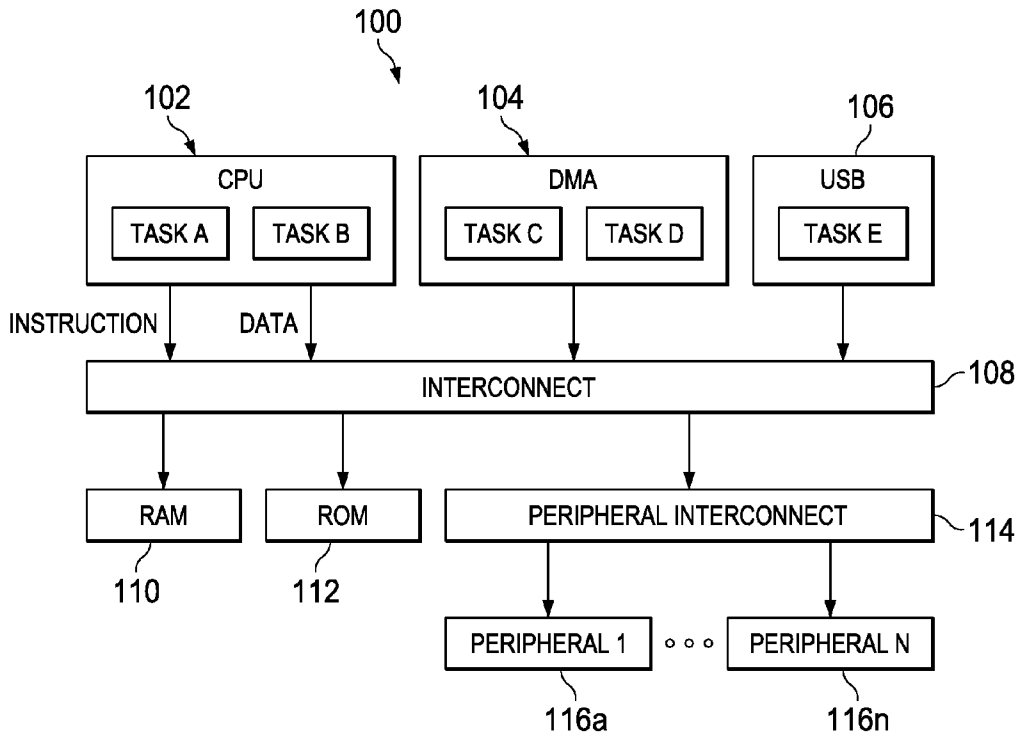 100
102
104
106
CPU
DMA
USB
TASK A
TASK B
TASK C
TASK D
TASK E
INSTRUCTION
DATA
INTERCONNECT
108
RAM
ROM
PERIPHERAL INTERCONNECT
114
110
112
PERIPHERAL 1
PERIPHERAL N
116a
116n